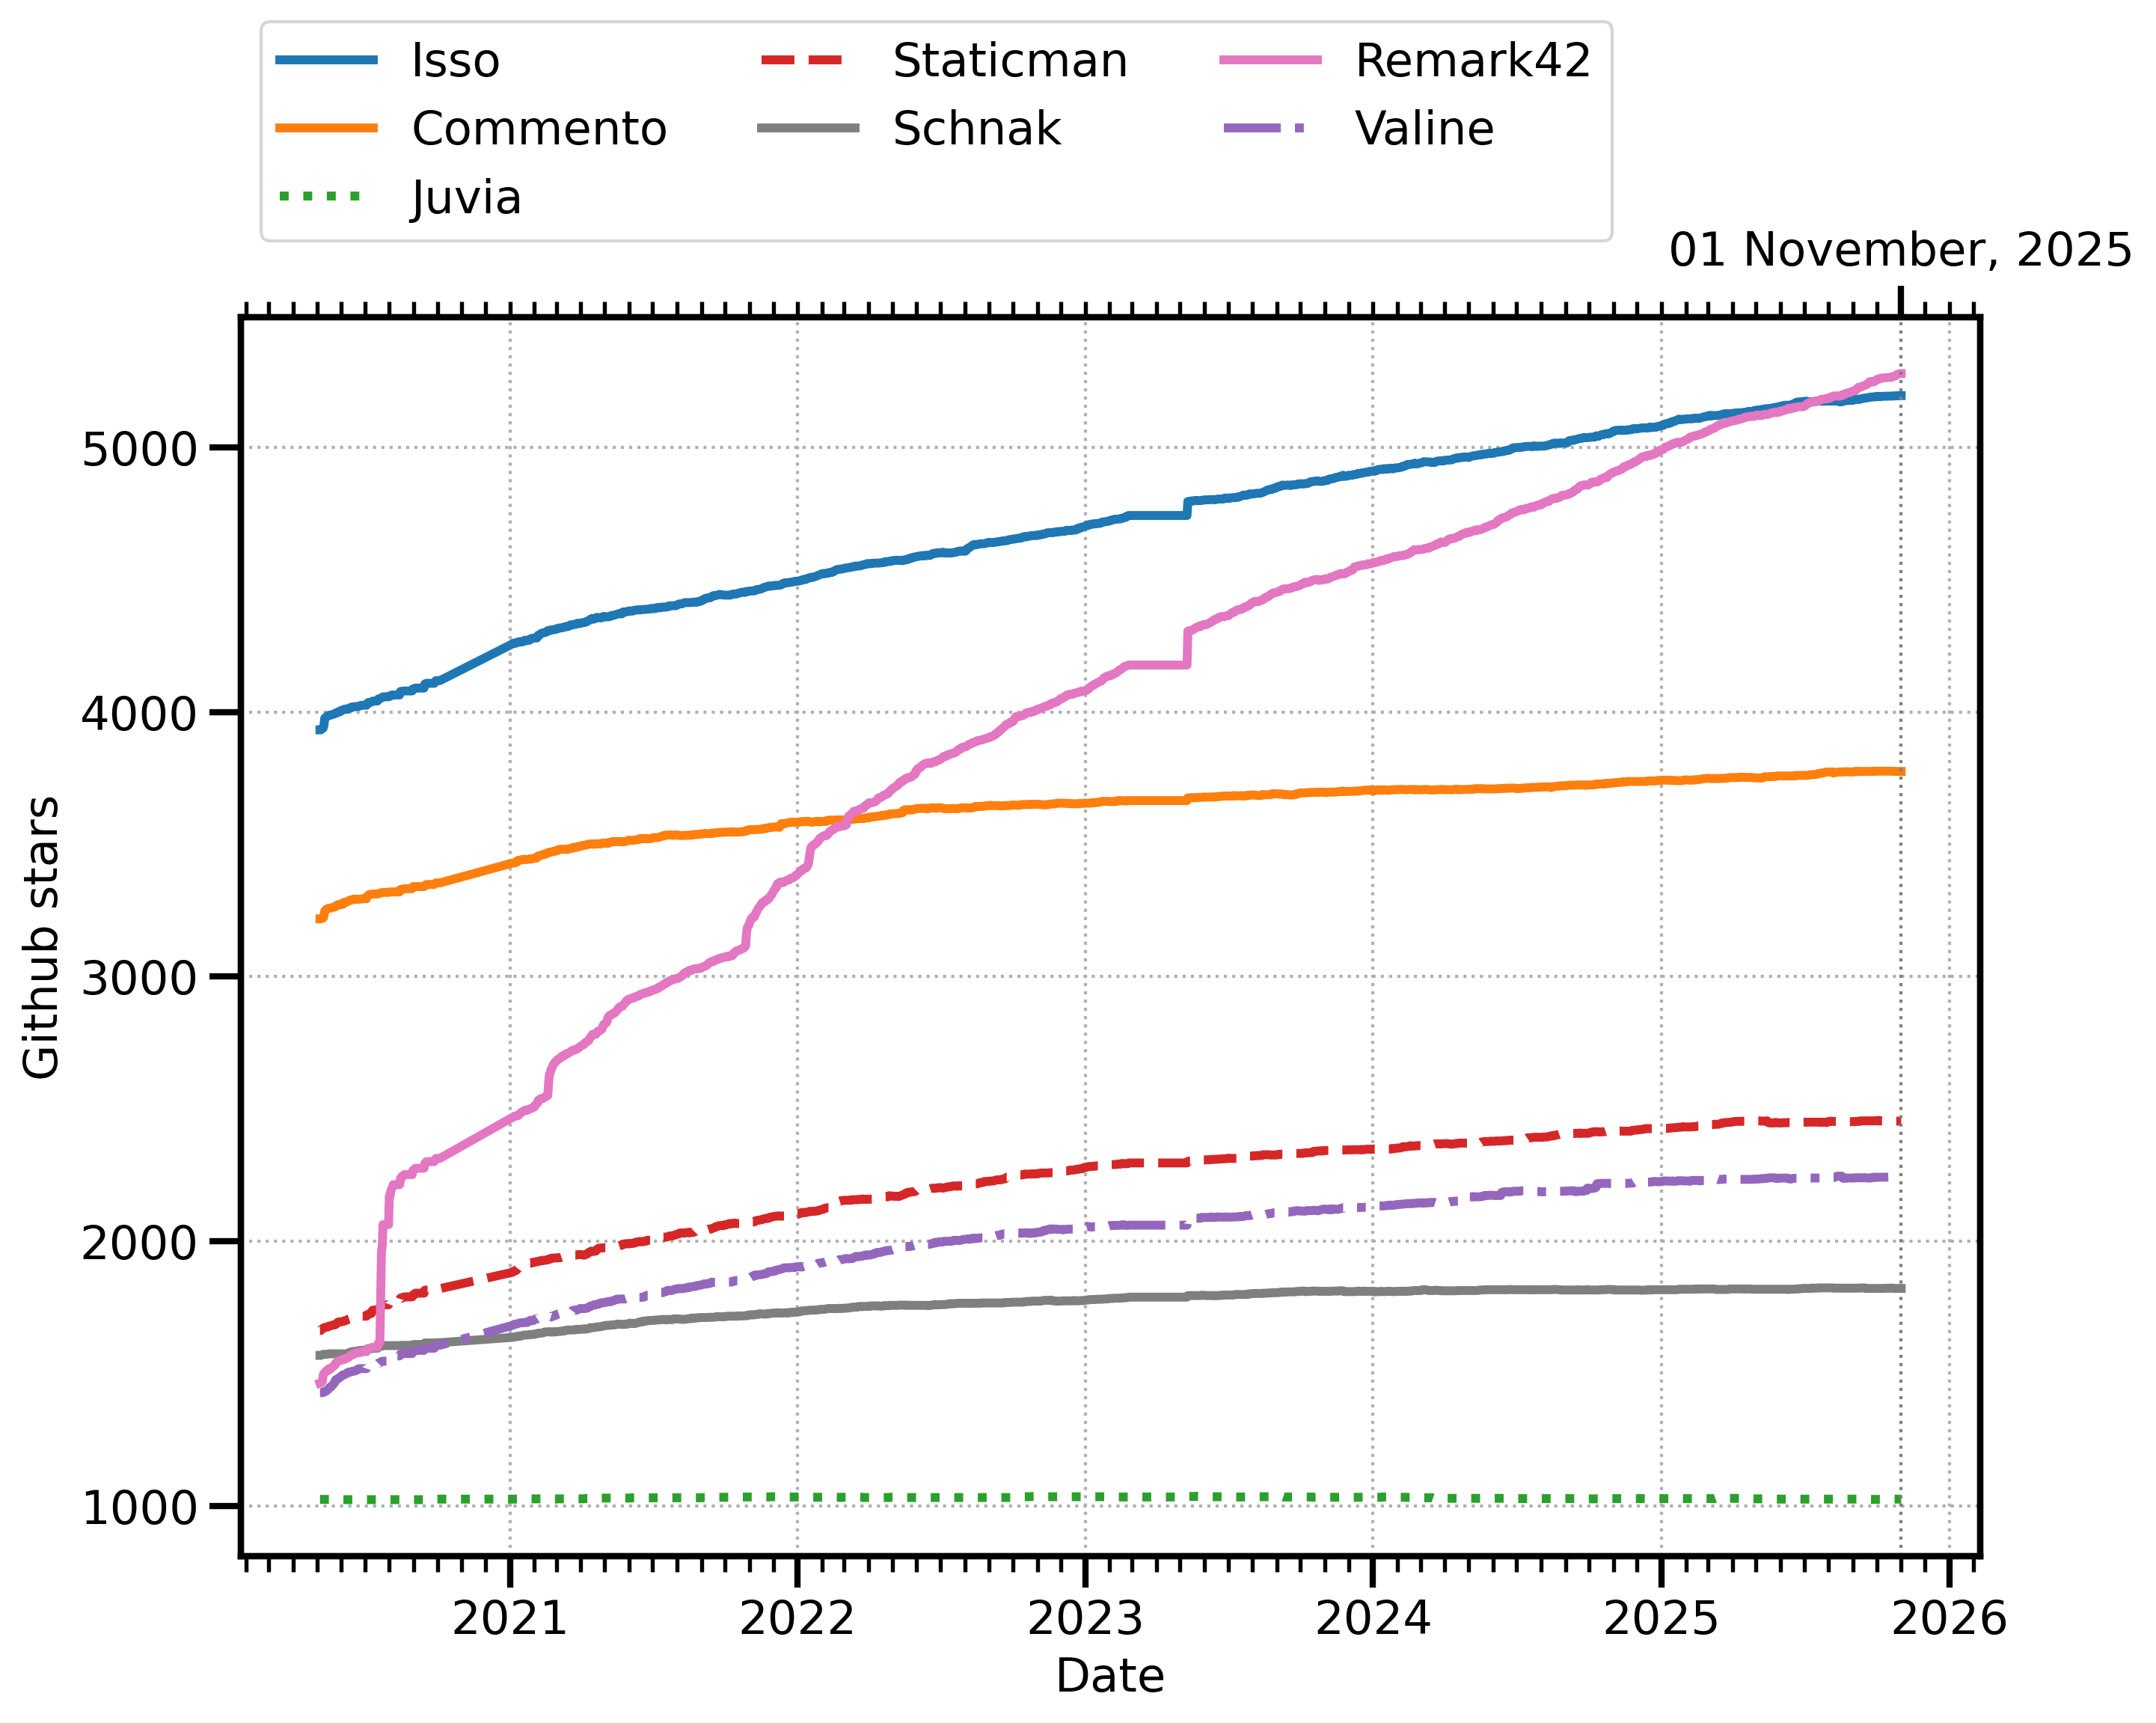 Isso
Commento
Juvia
Staticman
Schnak
Remark42
Valine
01 November, 2025
5000
4000
3000
2000
1000
Github stars
2021 2022 2023 2024 2025 2026
Date